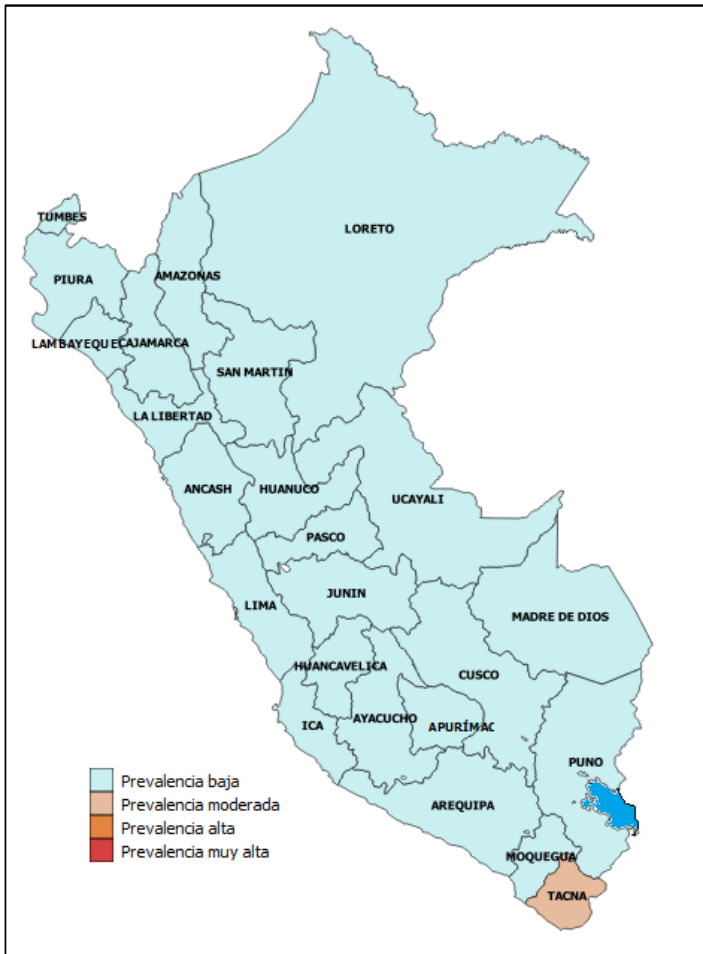 LORETO
TUMBES
AMAZONAS
PIURA
LAMBAYEQUE
CAJAMARCA
SAN MARTIN
LA LIBERTAD
ANCASH
HUANUCO
UCAYALI
PASCO
JUNIN
LIMA
MADRE DE DIOS
HUANCAVELICA
CUSCO
AYACUCHO
APURÍMAC
ICA
PUNO
AREQUIPA
MOQUEGUA
TACNA
Prevalencia baja
Prevalencia moderada
Prevalencia alta
Prevalencia muy alta